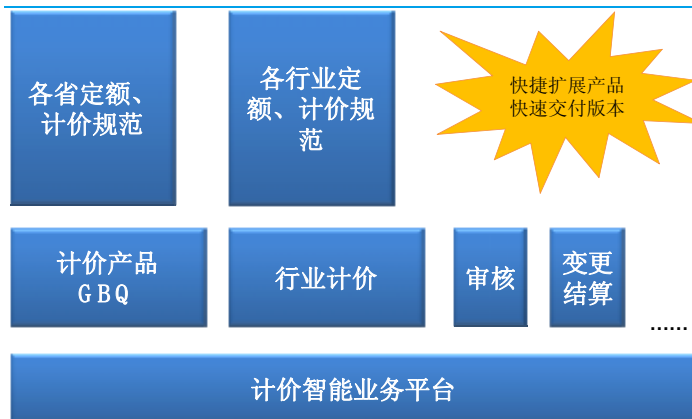 各省定额、
计价规范
各行业定
额、计价规
范
快捷扩展产品
快速交付版本
计价产品
GBQ
行业计价
审核
变更
结算
......
计价智能业务平台